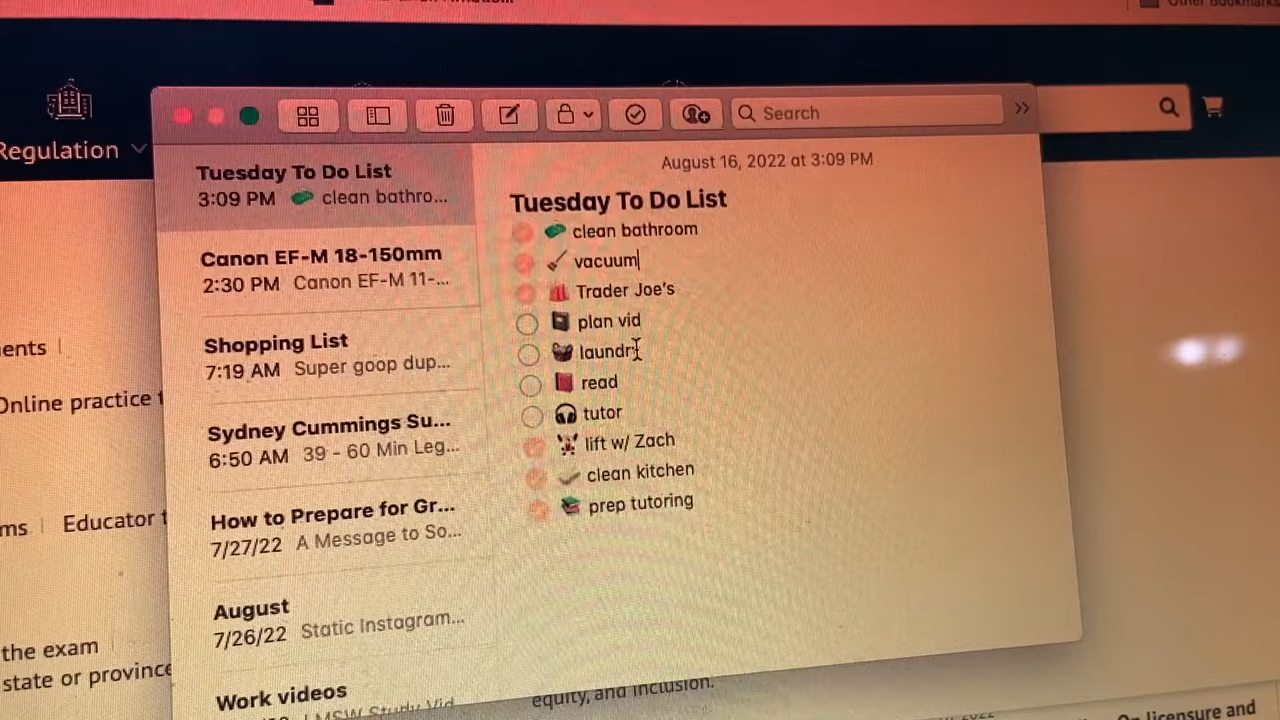 Other Bookmarks
Regulation
Search
Tuesday To Do List
3:09 PM clean bathro...
Canon EF-M 18-150mm
2:30 PM Canon EF-M 11-...
Shopping List
7:19 AM Super goop dup...
Sydney Cummings Su...
6:50 AM 39 - 60 Min Leg...
How to Prepare for Gr...
7/27/22 A Message to So...
August
7/26/22 Static Instagram...
Work videos
LMSW Study Vid
August 16, 2022 at 3:09 PM
Tuesday To Do List
clean bathroom
vacuum
Trader Joe's
plan vid
laundry
read
tutor
lift w/ Zach
clean kitchen
prep tutoring
ents
Online practice t
ms | Educator t
the exam
state or province
equity, and inclusion.
On licensure and